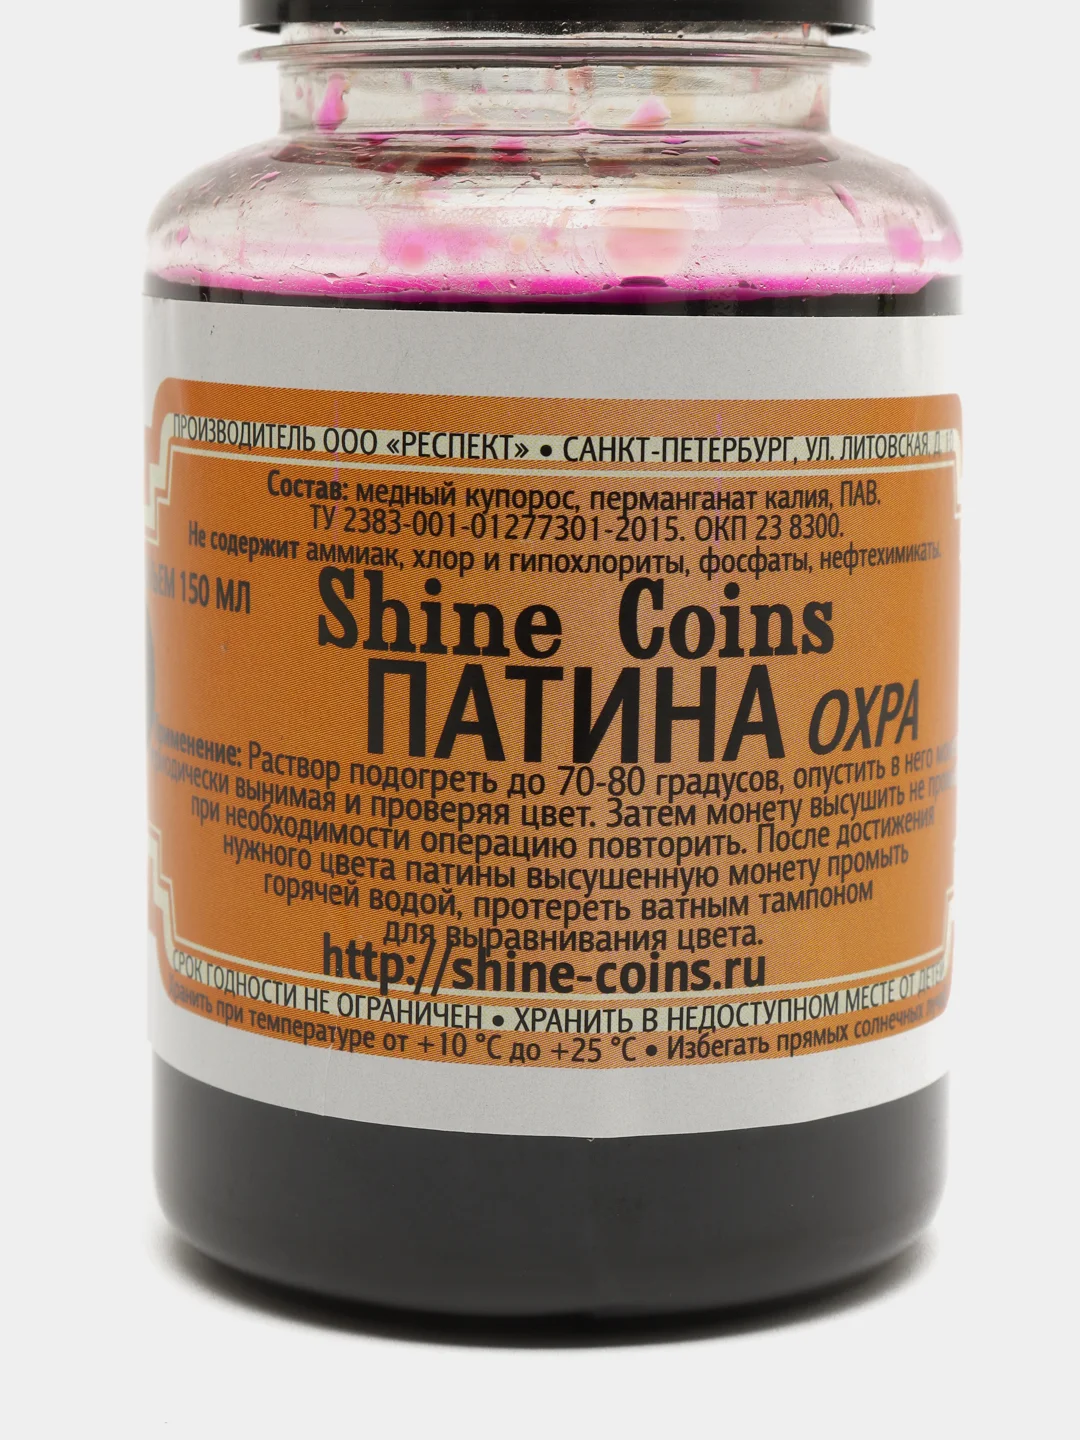 ПРОИЗВОДИТЕЛЬ ООО «РЕСПЕКТ» • САНКТ-ПЕТЕРБУРГ, УЛ. ЛИТОВСКАЯ, Д.
Состав: медный купорос, перманганат калия, ПАВ.
ТУ 2383-001-01277301-2015. ОКП 23 8300.
Не содержит аммиак, хлор и гипохлориты, фосфаты, нефтехимикаты.
150 МЛ
Shine Coins
ПАТИНА ОХРА
Применение: Раствор подогреть до 70-80 градусов, опустить в него
вынимая и проверяя цвет. Затем монету высушить не
при необходимости операцию повторить. После достижения
нужного цвета патины высушенную монету промыть
горячей водой, протереть ватным тампоном
для выравнивания цвета.
http://shine-coins.ru
СРОК ГОДНОСТИ НЕ ОГРАНИЧЕН • ХРАНИТЬ В НЕДОСТУПНОМ МЕСТЕ ОТ ДЕТЕЙ
Хранить при температуре от +10 °C до +25 °C • Избегать прямых солнечных